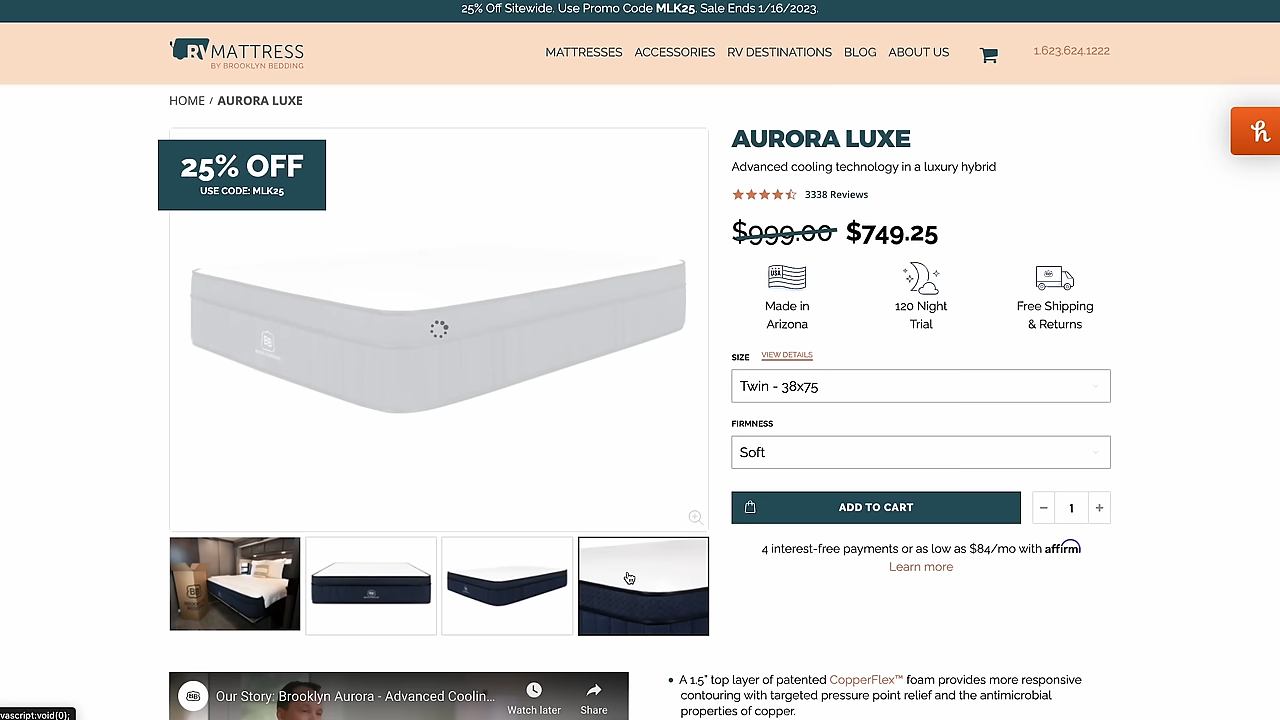 25% Off Sitewide. Use Promo Code MLK25. Sale Ends 1/16/2023.
RVMATTRESS
BY BROOKLYN BEDDING
MATTRESSES ACCESSORIES RV DESTINATIONS BLOG ABOUT US
1.623.624.1222
HOME / AURORA LUXE
25% OFF
USE CODE: MLK25
AURORA LUXE
Advanced cooling technology in a luxury hybrid
3338 Reviews
$999.00 $749.25
USA
Made in
Arizona
120 Night
Trial
Free Shipping
& Returns
SIZE VIEW DETAILS
Twin - 38x75
FIRMNESS
Soft
ADD TO CART
− 1 +
4 interest-free payments or as low as $84/mo with affirm
Learn more
BB
Our Story: Brooklyn Aurora - Advanced Coolin...
Watch later
Share
• A 1.5" top layer of patented CopperFlex™ foam provides more responsive
contouring with targeted pressure point relief and the antimicrobial
properties of copper.
vascript:void(0);